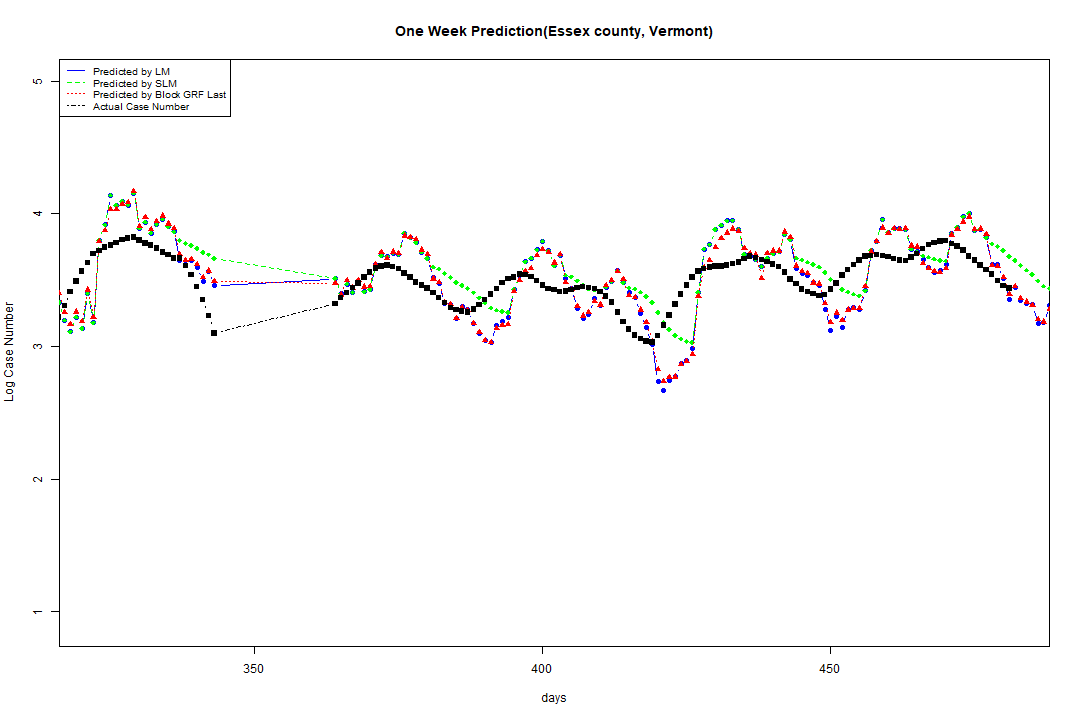 One Week Prediction(Essex county, Vermont)
Predicted by LM
Predicted by SLM
Predicted by Block GRF Last
Actual Case Number
5
4
3
2
1
Log Case Number
350
400
450
days